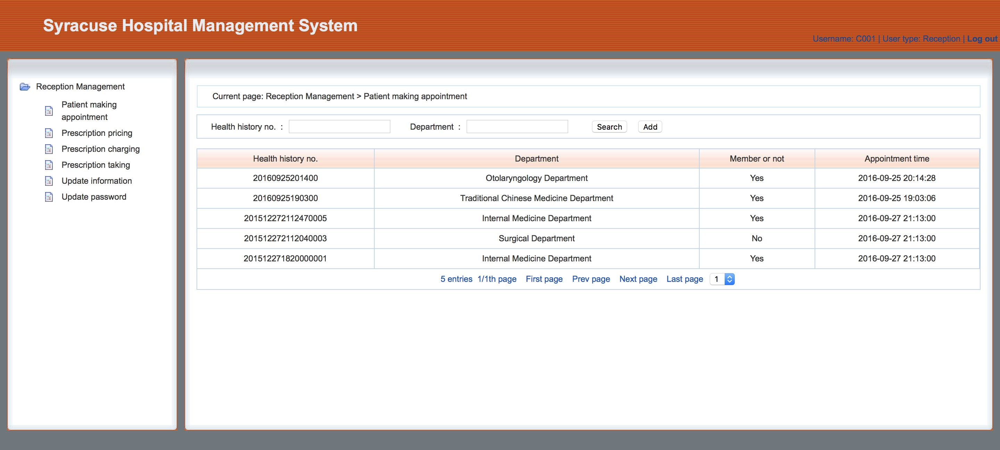 Syracuse Hospital Management System
Username: C001 | User type: Reception | Log out
Reception Management
Patient making
appointment
Prescription pricing
Prescription charging
Prescription taking
Update information
Update password
Current page: Reception Management > Patient making appointment
Health history no. : Department : Search Add
Health history no. Department Member or not Appointment time
20160925201400 Otolaryngology Department Yes 2016-09-25 20:14:28
20160925190300 Traditional Chinese Medicine Department Yes 2016-09-25 19:03:06
201512272112470005 Internal Medicine Department Yes 2016-09-27 21:13:00
201512272112040003 Surgical Department No 2016-09-27 21:13:00
201512271820000001 Internal Medicine Department Yes 2016-09-27 21:13:00
5 entries 1/1th page First page Prev page Next page Last page 1